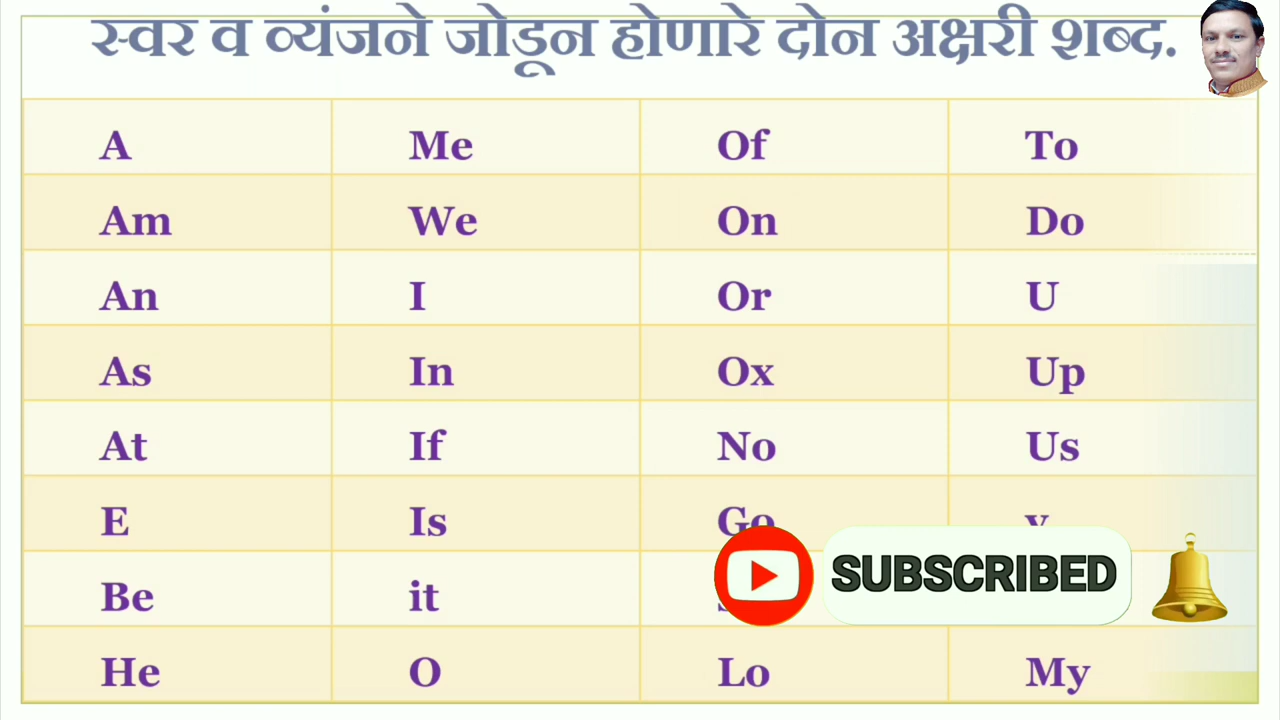 स्वर व व्यंजने जोडून होणारे दोन अक्षरी शब्द.
A Me Of To
Am We On Do
An I Or U
As In Ox Up
At If No Us
E Is Go y
Be it
SUBSCRIBED
He O Lo My